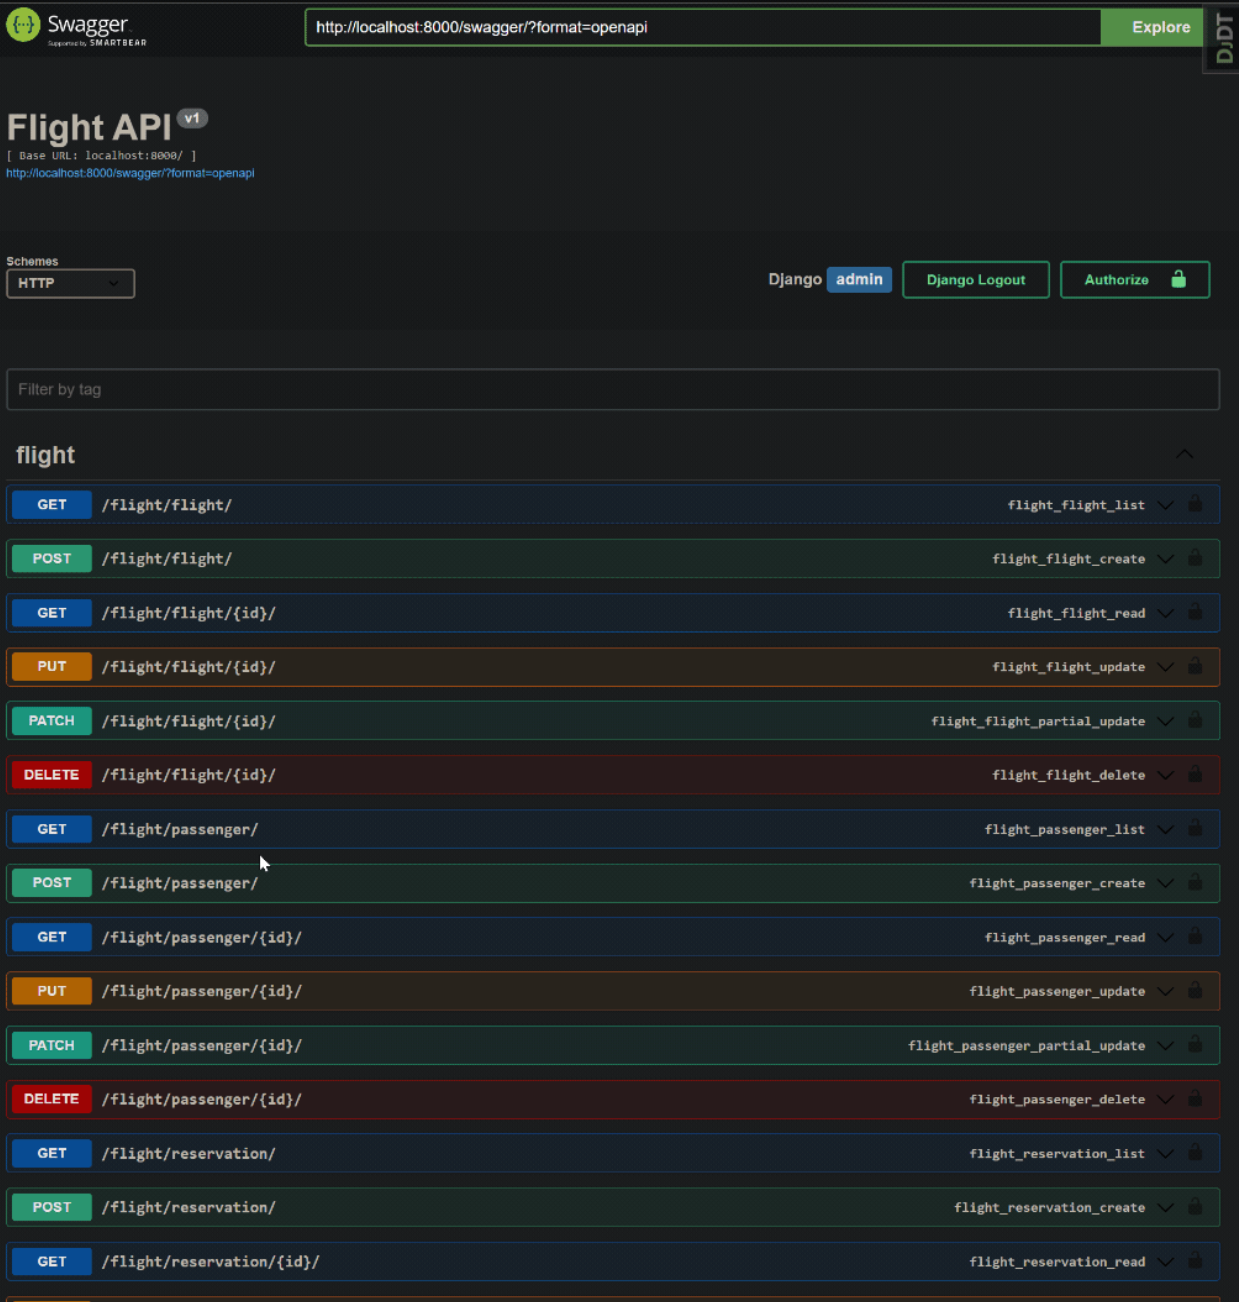 Swagger
Supported by SMARTBEAR
http://localhost:8000/swagger/?format=openapi
Explore
DJDT
Flight API v1
[ Base URL: localhost:8000/ ]
http://localhost:8000/swagger/?format=openapi
Schemes
HTTP
Django admin
Django Logout
Authorize
Filter by tag
flight
GET /flight/flight/ flight_flight_list
POST /flight/flight/ flight_flight_create
GET /flight/flight/{id}/ flight_flight_read
PUT /flight/flight/{id}/ flight_flight_update
PATCH /flight/flight/{id}/ flight_flight_partial_update
DELETE /flight/flight/{id}/ flight_flight_delete
GET /flight/passenger/ flight_passenger_list
POST /flight/passenger/ flight_passenger_create
GET /flight/passenger/{id}/ flight_passenger_read
PUT /flight/passenger/{id}/ flight_passenger_update
PATCH /flight/passenger/{id}/ flight_passenger_partial_update
DELETE /flight/passenger/{id}/ flight_passenger_delete
GET /flight/reservation/ flight_reservation_list
POST /flight/reservation/ flight_reservation_create
GET /flight/reservation/{id}/ flight_reservation_read